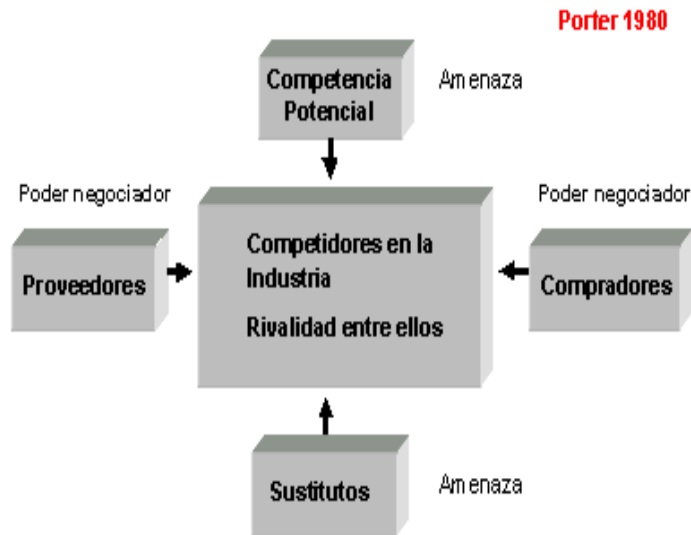 Porter 1980
Competencia
Potencial
Amenaza
Poder negociador
Poder negociador
Proveedores
Competidores en la
Industria
Rivalidad entre ellos
Compradores
Sustitutos
Amenaza